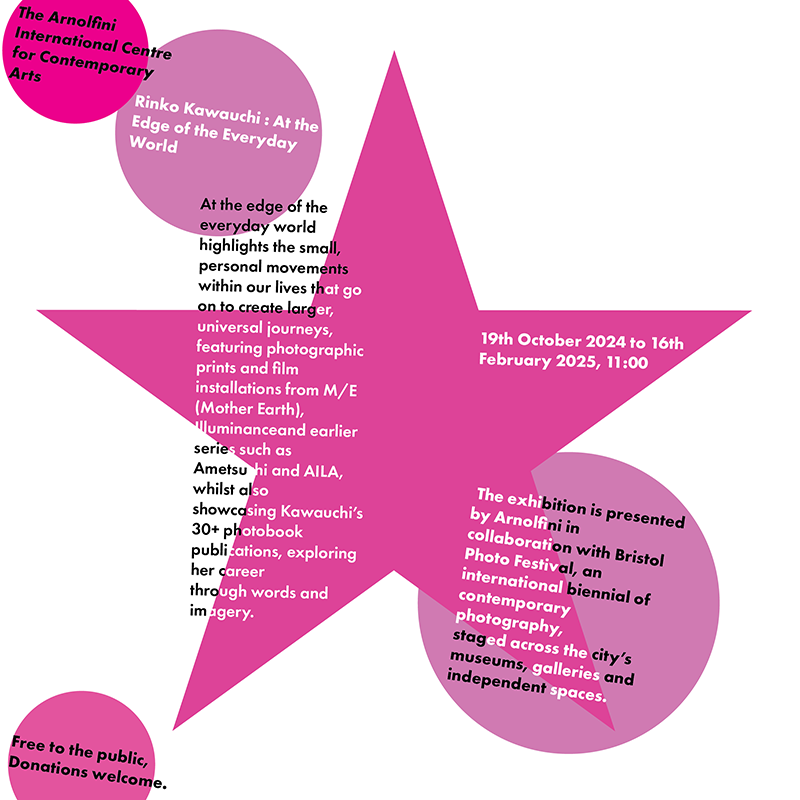 The Arnolfini
International Centre
for Contemporary
Arts
Rinko Kawauchi : At the
Edge of the Everyday
World
At the edge of the
everyday world
highlights the small,
personal movements
within our lives that go
on to create larger,
universal journeys,
featuring photographic
prints and film
installations from M/E
(Mother Earth),
Illuminanceand earlier
series such as
Ametsuchi and AILA,
whilst also
showcasing Kawauchi's
30+ photobook
publications, exploring
her career
through words and
imagery.
19th October 2024 to 16th
February 2025, 11:00
The exhibition is presented
by Arnolfini in
collaboration with Bristol
Photo Festival, an
international biennial of
contemporary
photography,
staged across the city's
museums, galleries and
independent spaces.
Free to the public,
Donations welcome.